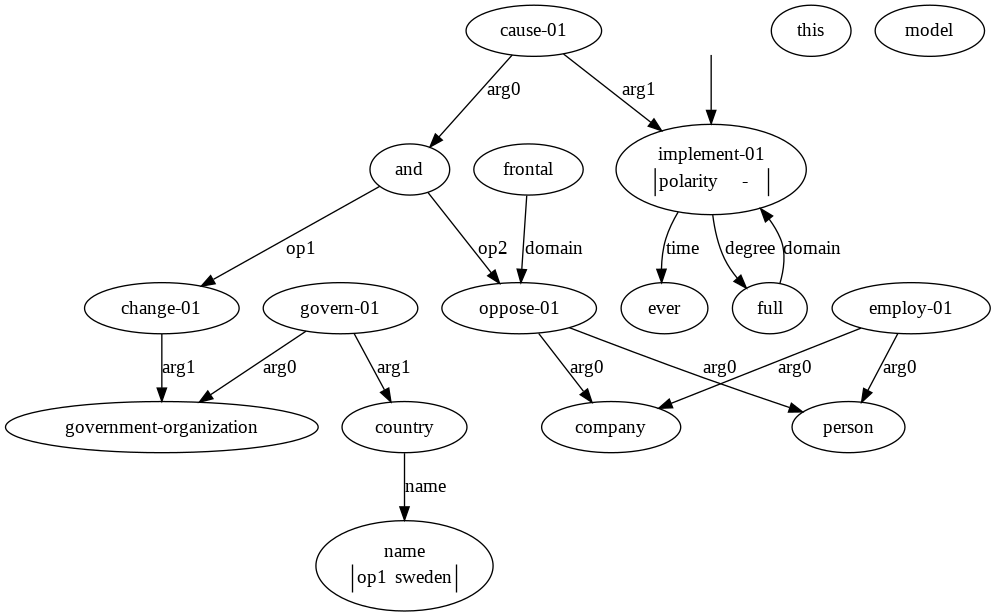 cause-01
this
model
arg0
arg1
implement-01
polarity -
and
frontal
op1
op2
domain
time
degree
domain
change-01
govern-01
oppose-01
ever
full
employ-01
arg1
arg0
arg1
arg0
arg0
arg0
arg0
government-organization
country
company
person
name
name
op1 sweden